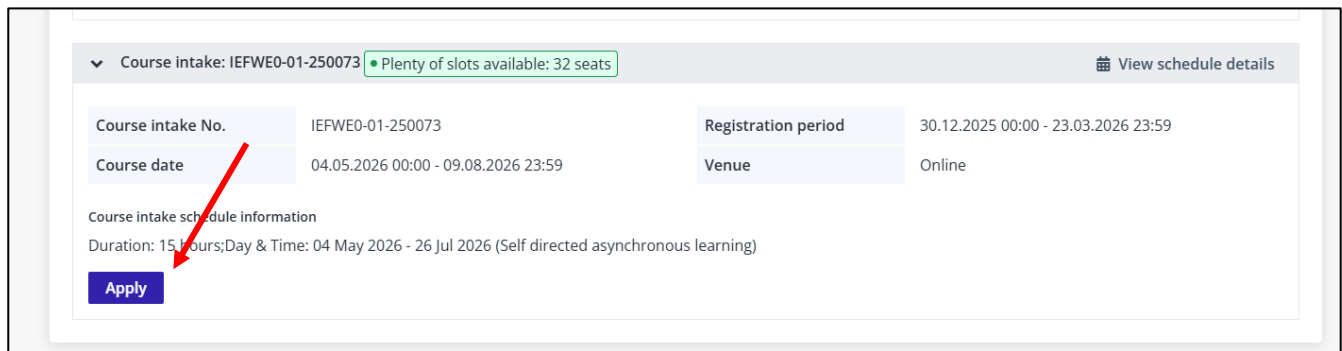 Course intake: IEFWE0-01-250073 • Plenty of slots available: 32 seats View schedule details
Course intake No. IEFWE0-01-250073 Registration period 30.12.2025 00:00 - 23.03.2026 23:59
Course date 04.05.2026 00:00 - 09.08.2026 23:59 Venue Online
Course intake schedule information
Duration: 15 hours;Day & Time: 04 May 2026 - 26 Jul 2026 (Self directed asynchronous learning)
Apply